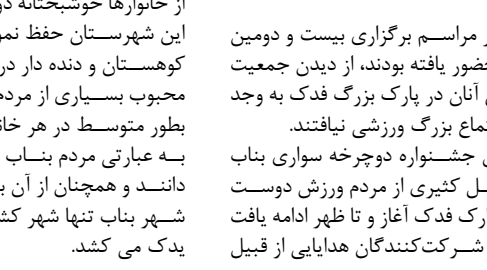 ر مراسم برگزاری بیست و دومین
حضور یافته بودند، از دیدن جمعیت
آنان در پارک بزرگ فدک به وجد
تماع بزرگ ورزشی نیافتند.
جشنواره دوچرخه سواری بناب
ل کثیری از مردم ورزش دوست
رک فدک آغاز و تا ظهر ادامه یافت
شرکت‌کنندگان هدایایی از قبیل
از خانوارها خوشبختانه دو
این شهرستان حفظ نمو
کوهستان و دنده دار در
محبوب بسیاری از مردم
بطور متوسط در هر خان
به عبارتی مردم بناب
دانند و همچنان از آن ب
شهر بناب تنها شهر کش
یدک می کشد.